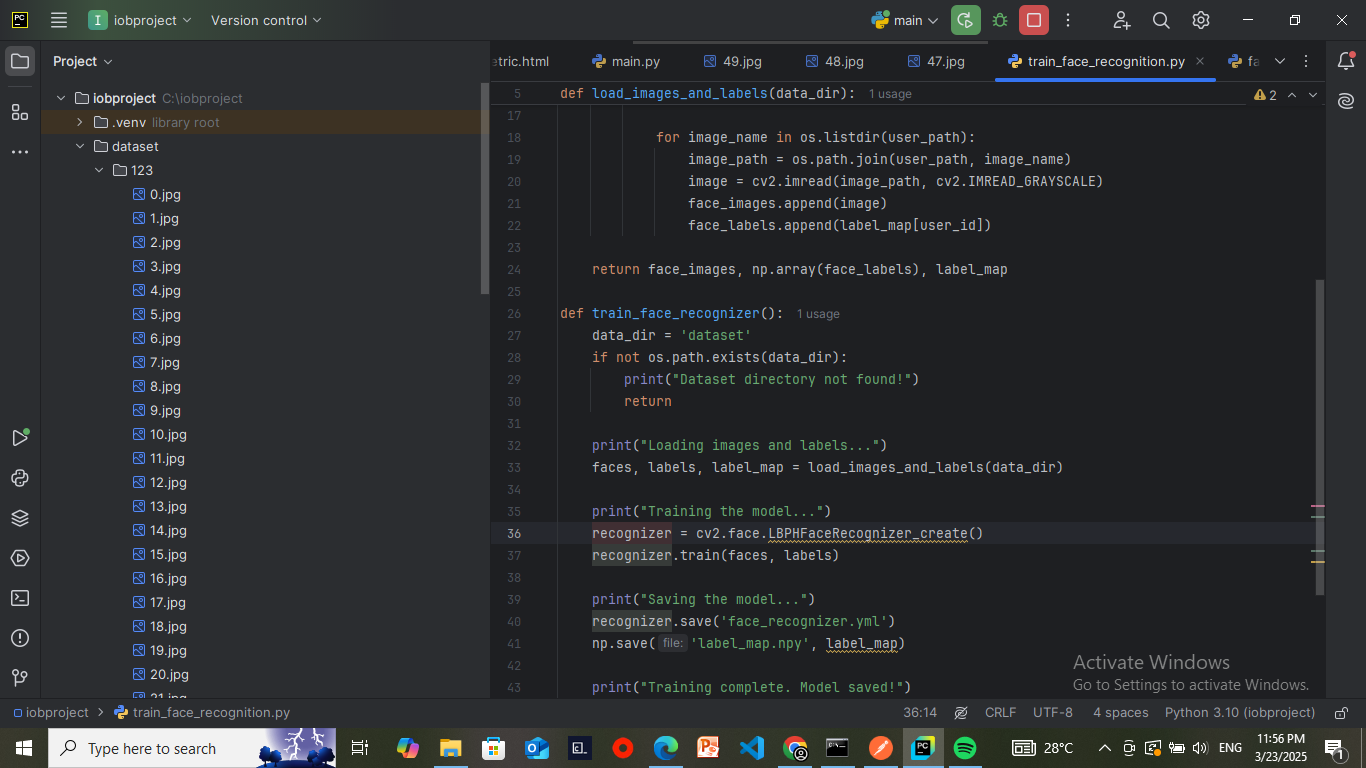 PC
I iobproject
Version control
main
Project
etric.html
main.py
49.jpg
48.jpg
47.jpg
train_face_recognition.py
fa
iobproject C:\iobproject
.venv library root
dataset
123
0.jpg
1.jpg
2.jpg
3.jpg
4.jpg
5.jpg
6.jpg
7.jpg
8.jpg
9.jpg
10.jpg
11.jpg
12.jpg
13.jpg
14.jpg
15.jpg
16.jpg
17.jpg
18.jpg
19.jpg
20.jpg
21.jpg
5 def load_images_and_labels(data_dir): 1 usage
2
17
18 for image_name in os.listdir(user_path):
19 image_path = os.path.join(user_path, image_name)
20 image = cv2.imread(image_path, cv2.IMREAD_GRAYSCALE)
21 face_images.append(image)
22 face_labels.append(label_map[user_id])
23
24 return face_images, np.array(face_labels), label_map
25
26 def train_face_recognizer(): 1 usage
27 data_dir = 'dataset'
28 if not os.path.exists(data_dir):
29 print("Dataset directory not found!")
30 return
31
32 print("Loading images and labels...")
33 faces, labels, label_map = load_images_and_labels(data_dir)
34
35 print("Training the model...")
36 recognizer = cv2.face.LBPHFaceRecognizer_create()
37 recognizer.train(faces, labels)
38
39 print("Saving the model...")
40 recognizer.save('face_recognizer.yml')
41 np.save( file: 'label_map.npy', label_map)
42
43 print("Training complete. Model saved!")
Activate Windows
Go to Settings to activate Windows.
iobproject > train_face_recognition.py
36:14
CRLF
UTF-8
4 spaces
Python 3.10 (iobproject)
Type here to search
PC
28°C
ENG
11:56 PM
3/23/2025
1